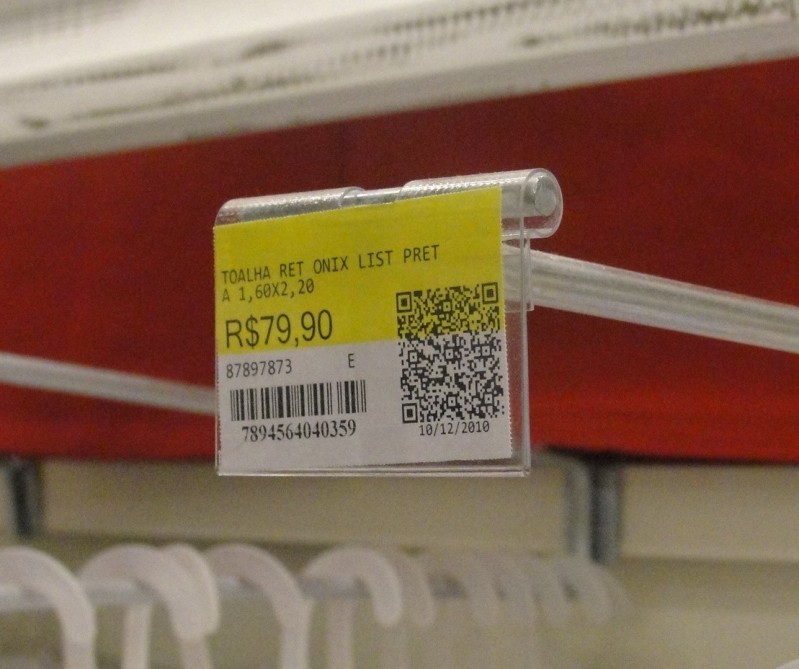 TOALHA RET ONIX LIST PRET
A 1,60X2,20
R$79,90
87897873 E
7894564040359
10/12/2010